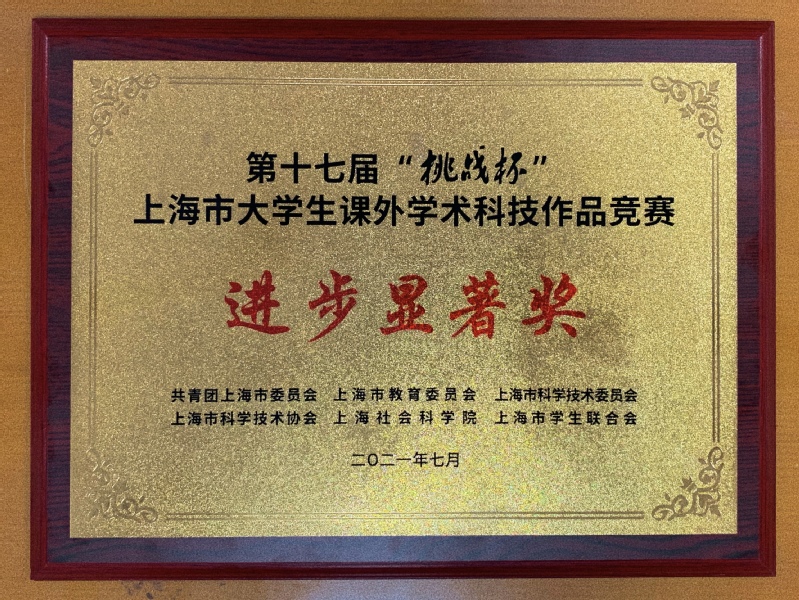 第十七届“挑战杯”
上海市大学生课外学术科技作品竞赛
进步显著奖
共青团上海市委员会 上海市教育委员会 上海市科学技术委员会
上海市科学技术协会 上海社会科学院 上海市学生联合会
二〇二一年七月